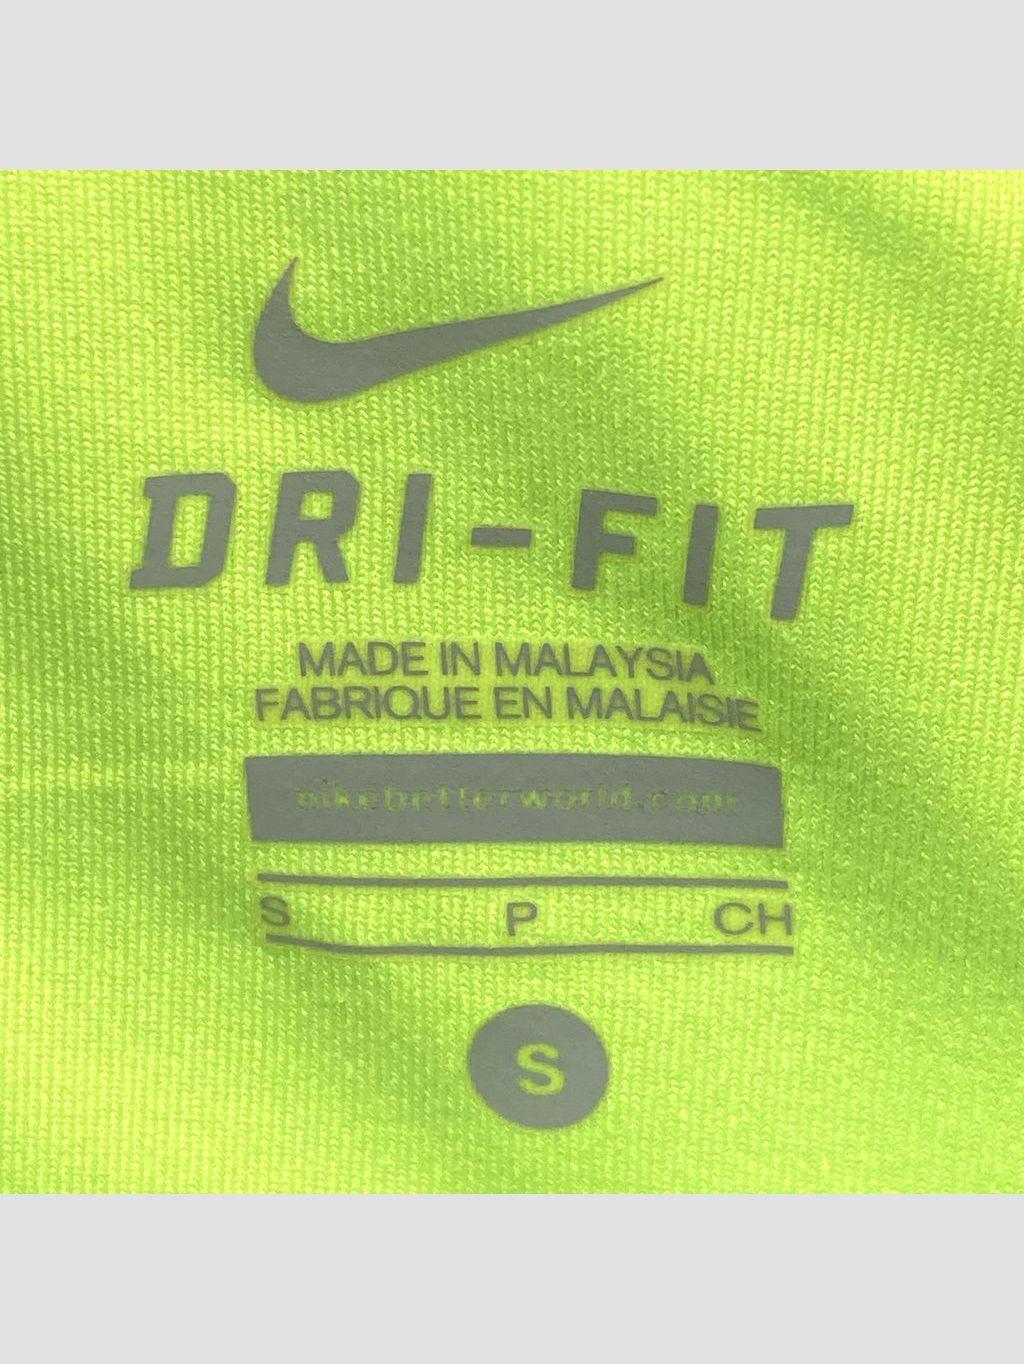 DRI-FIT
MADE IN MALAYSIA
FABRIQUE EN MALAISIE
nikebetterworld.com
S P CH
S